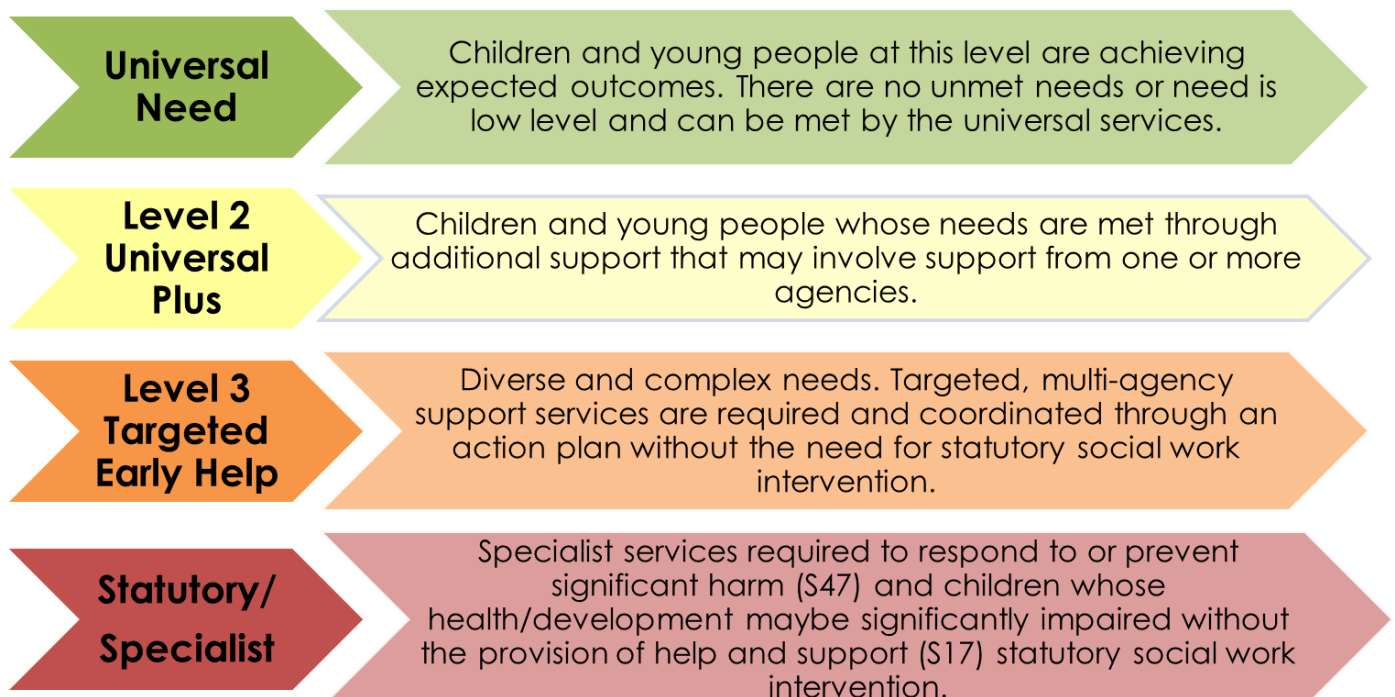 Universal
Need
Children and young people at this level are achieving
expected outcomes. There are no unmet needs or need is
low level and can be met by the universal services.
Level 2
Universal
Plus
Children and young people whose needs are met through
additional support that may involve support from one or more
agencies.
Level 3
Targeted
Early Help
Diverse and complex needs. Targeted, multi-agency
support services are required and coordinated through an
action plan without the need for statutory social work
intervention.
Statutory/
Specialist
Specialist services required to respond to or prevent
significant harm (S47) and children whose
health/development maybe significantly impaired without
the provision of help and support (S17) statutory social work
intervention.